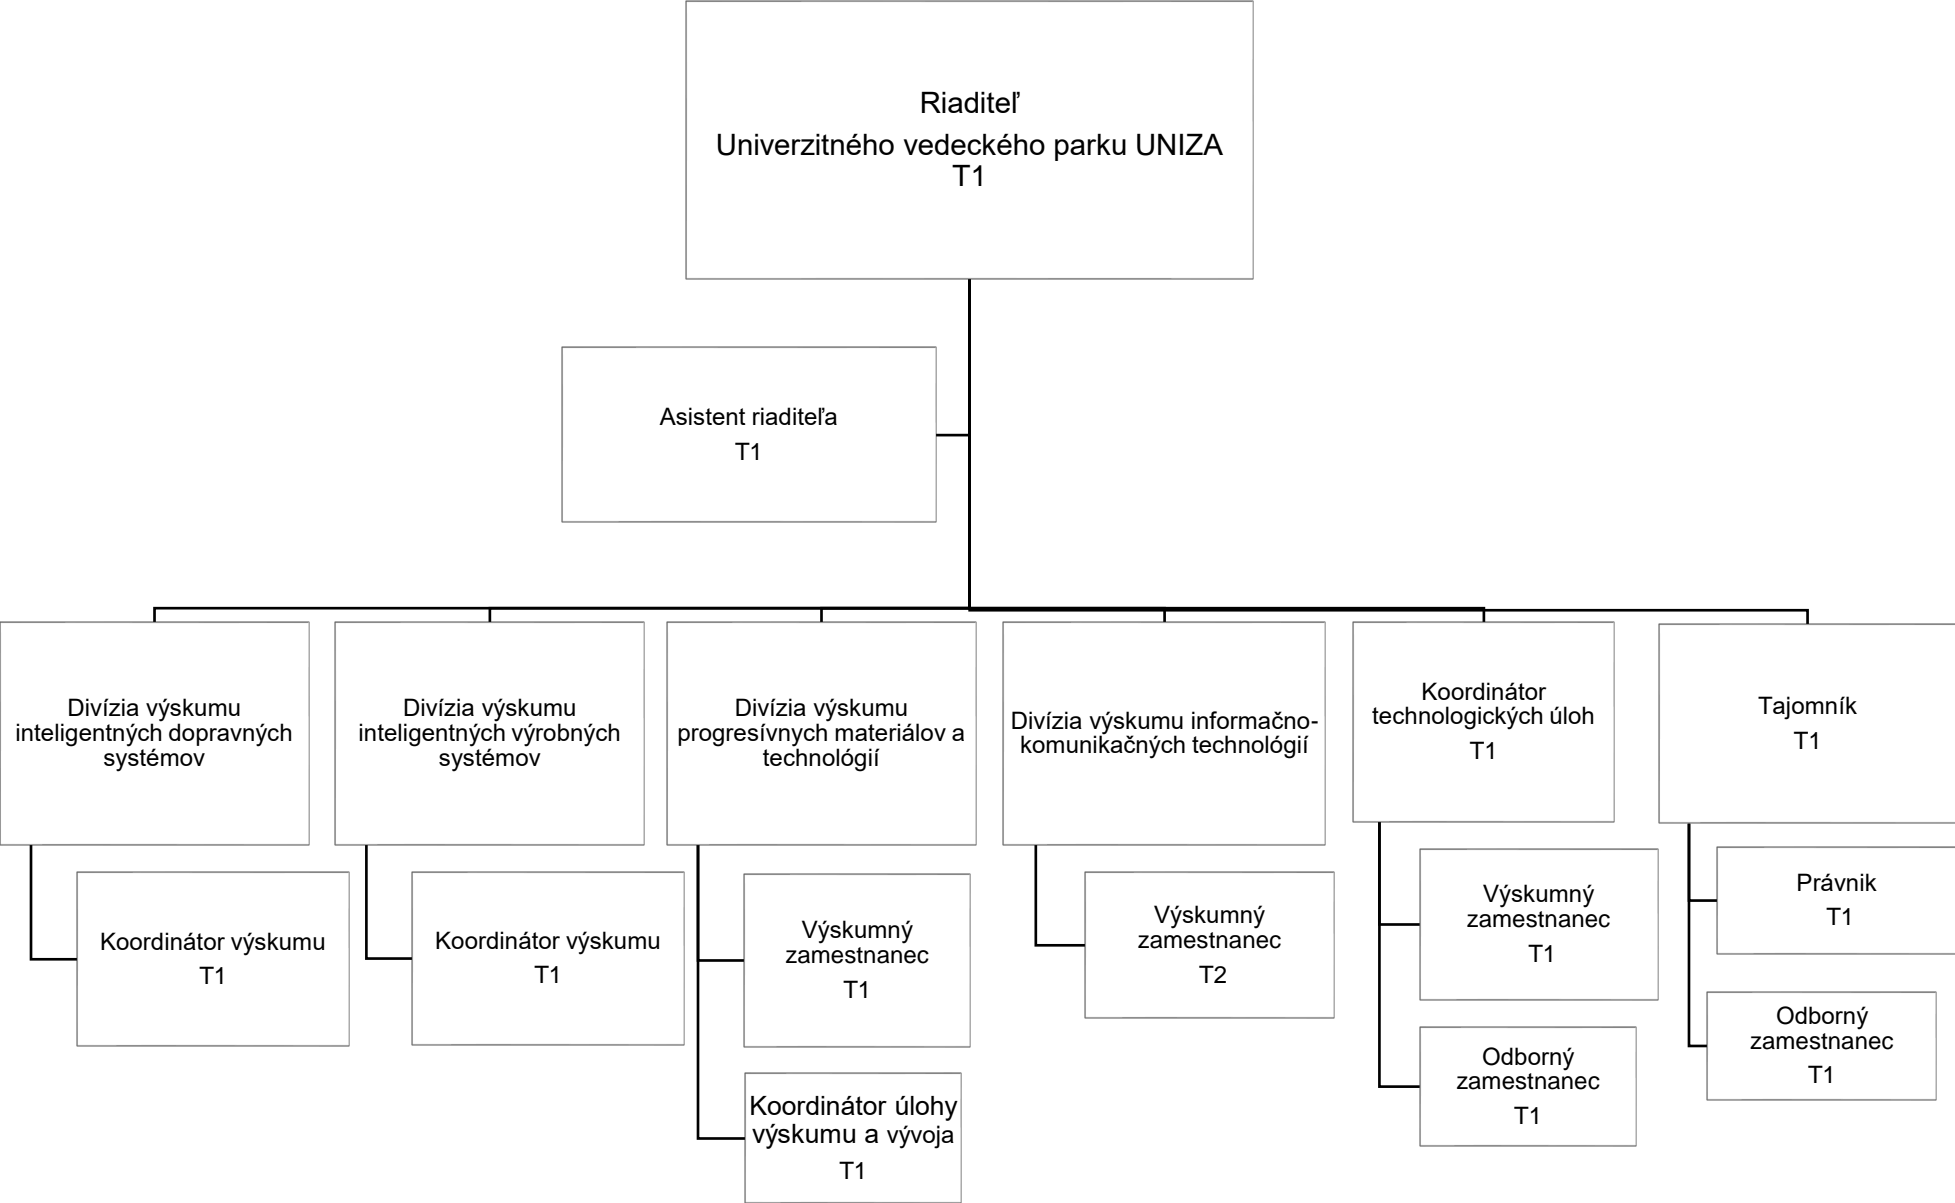 Riaditeľ
Univerzitného vedeckého parku UNIZA
T1
Asistent riaditeľa
T1
Divízia výskumu
inteligentných dopravných
systémov
Divízia výskumu
inteligentných výrobných
systémov
Divízia výskumu
progresívnych materiálov a
technológií
Divízia výskumu informačno-
komunikačných technológií
Koordinátor
technologických úloh
T1
Tajomník
T1
Koordinátor výskumu
T1
Koordinátor výskumu
T1
Výskumný
zamestnanec
T1
Koordinátor úlohy
výskumu a vývoja
T1
Výskumný
zamestnanec
T2
Výskumný
zamestnanec
T1
Odborný
zamestnanec
T1
Právnik
T1
Odborný
zamestnanec
T1